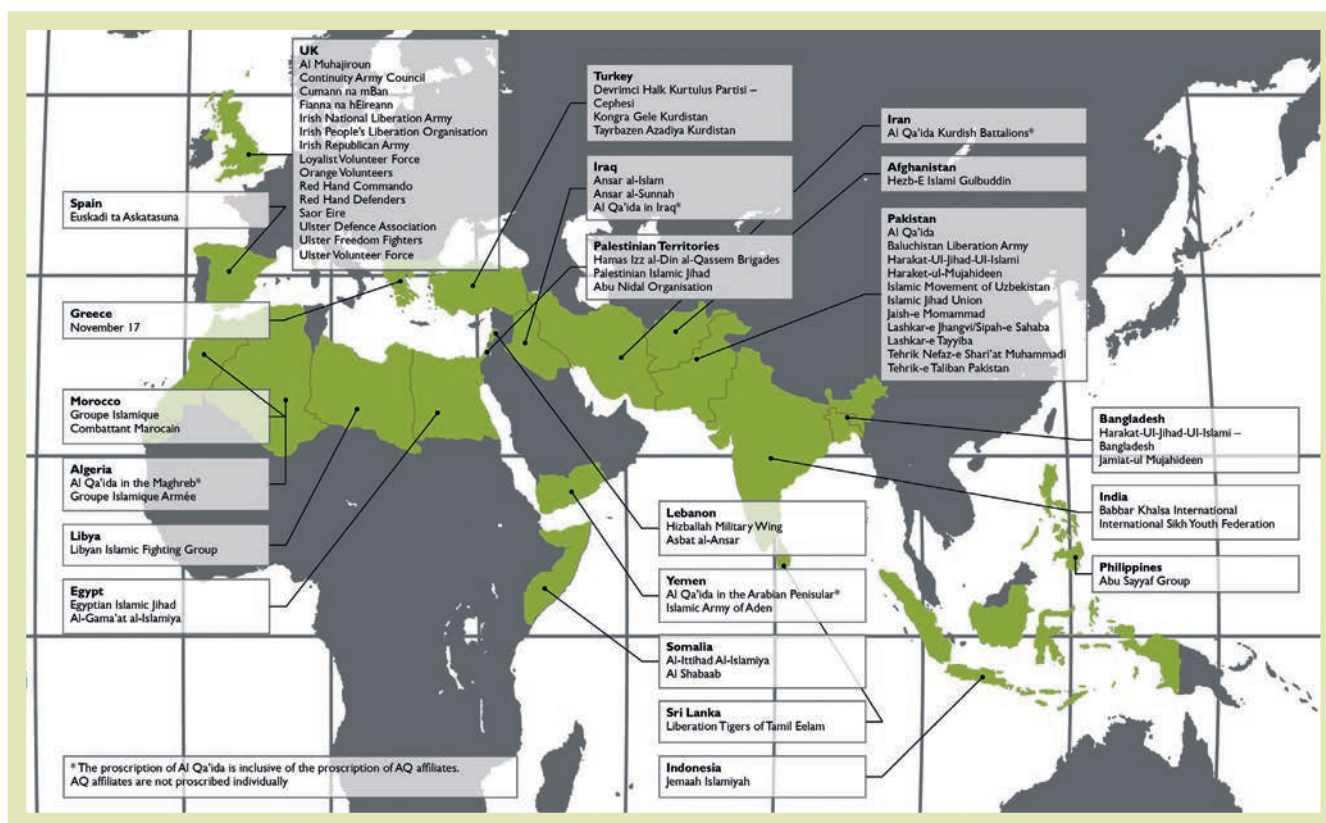 UK
Al Muhajiroun
Continuity Army Council
Cumann na mBan
Fianna na hEireann
Irish National Liberation Army
Irish People's Liberation Organisation
Irish Republican Army
Loyalist Volunteer Force
Orange Volunteers
Red Hand Commando
Red Hand Defenders
Saor Eire
Ulster Defence Association
Ulster Freedom Fighters
Ulster Volunteer Force
Turkey
Devrimci Halk Kurtulus Partisi –
Cephesi
Kongra Gele Kurdistan
Tayrbazen Azadiya Kurdistan
Iran
Al Qa'ida Kurdish Battalions*
Iraq
Ansar al-Islam
Ansar al-Sunnah
Al Qa'ida in Iraq*
Afghanistan
Hezb-E Islami Gulbuddin
Spain
Euskadi ta Askatasuna
Palestinian Territories
Hamas Izz al-Din al-Qassem Brigades
Palestinian Islamic Jihad
Abu Nidal Organisation
Pakistan
Al Qa'ida
Baluchistan Liberation Army
Harakat-Ul-Jihad-Ul-Islami
Haraket-ul-Mujahideen
Islamic Movement of Uzbekistan
Islamic Jihad Union
Jaish-e Momammad
Lashkar-e Jhangvi/Sipah-e Sahaba
Lashkar-e Tayyiba
Tehrik Nefaz-e Shari'at Muhammadi
Tehrik-e Taliban Pakistan
Greece
November 17
Morocco
Groupe Islamique
Combattant Marocain
Algeria
Al Qa'ida in the Maghreb*
Groupe Islamique Armée
Libya
Libyan Islamic Fighting Group
Egypt
Egyptian Islamic Jihad
Al-Gama'at al-Islamiya
Bangladesh
Harakat-Ul-Jihad-Ul-Islami –
Bangladesh
Jamiat-ul Mujahideen
India
Babbar Khalsa International
International Sikh Youth Federation
Philippines
Abu Sayyaf Group
Lebanon
Hizballah Military Wing
Asbat al-Ansar
Yemen
Al Qa'ida in the Arabian Penisular*
Islamic Army of Aden
Somalia
Al-Ittihad Al-Islamiya
Al Shabaab
Sri Lanka
Liberation Tigers of Tamil Eelam
Indonesia
Jemaah Islamiyah
* The proscription of Al Qa'ida is inclusive of the proscription of AQ affiliates.
AQ affiliates are not proscribed individually